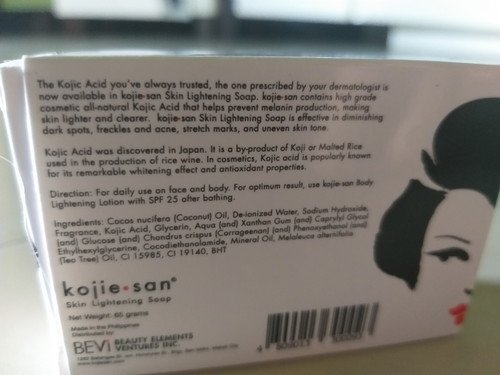 The Kojic Acid you've always trusted, the one prescribed by your dermatologist is
now available in kojie-san Skin Lightening Soap. kojie-san contains high grade
cosmetic all-natural Kojic Acid that helps prevent melanin production, making
skin lighter and clearer. kojie-san Skin Lightening Soap is effective in diminishing
dark spots, freckles and acne, stretch marks, and uneven skin tone.
Kojic Acid was discovered in Japan. It is a by-product of Koji or Malted Rice
used in the production of rice wine. In cosmetics, Kojic acid is popularly known
for its remarkable whitening effect and antioxidant properties.
Direction: For daily use on face and body. For optimum result, use kojie-san Body
Lightening Lotion with SPF 25 after bathing.
Ingredients: Cocos nucifera (Coconut) Oil, De-ionized Water, Sodium Hydroxide,
Fragrance, Kojic Acid, Glycerin, Aqua (and) Xanthan Gum (and) Caprylyl Glycol
(and) Glucose (and) Chondrus crispus (Carrageenan) (and) Phenoxyethanol (and)
Ethylhexylglycerine, Cocodiethanolamide, Mineral Oil, Melaleuca alternifolia
(Tea Tree) Oil, CI 15985, CI 19140, BHT
kojie•san®
Skin Lightening Soap
Net Weight: 65 grams
Made in the Philippines
Distributed by:
BEVi BEAUTY ELEMENTS
VENTURES INC.